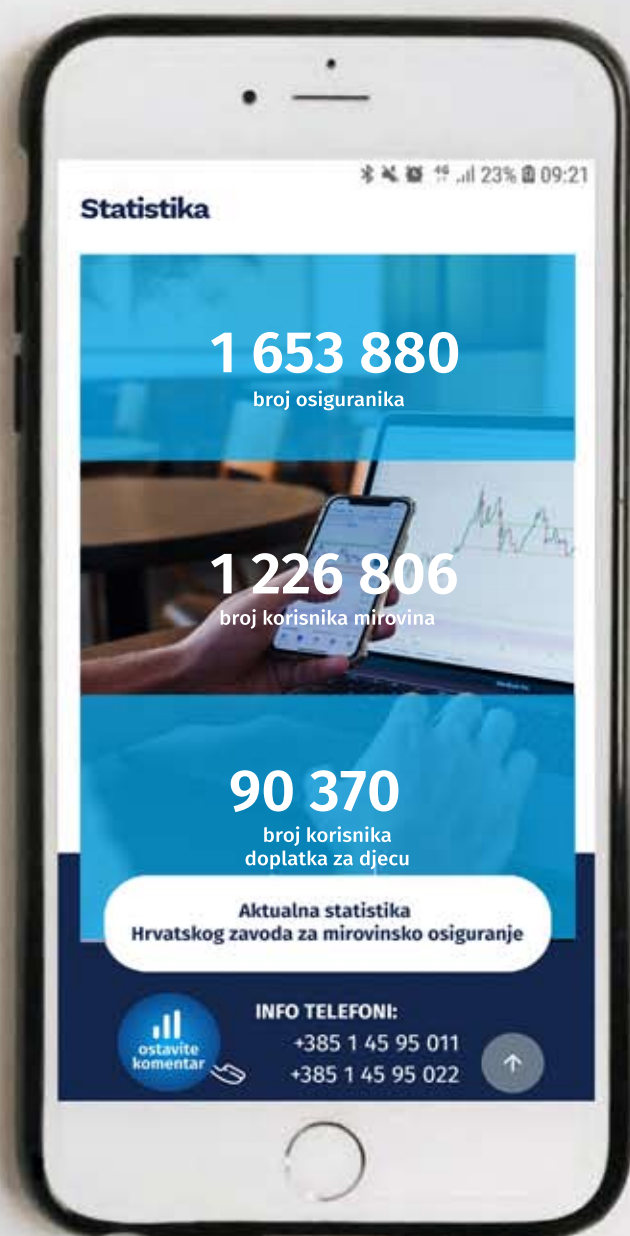 23% 09:21
Statistika
1 653 880
broj osiguranika
1 226 806
broj korisnika mirovina
90 370
broj korisnika
doplatka za djecu
Aktualna statistika
Hrvatskog zavoda za mirovinsko osiguranje
INFO TELEFONI:
+385 1 45 95 011
+385 1 45 95 022
ostavite
komentar